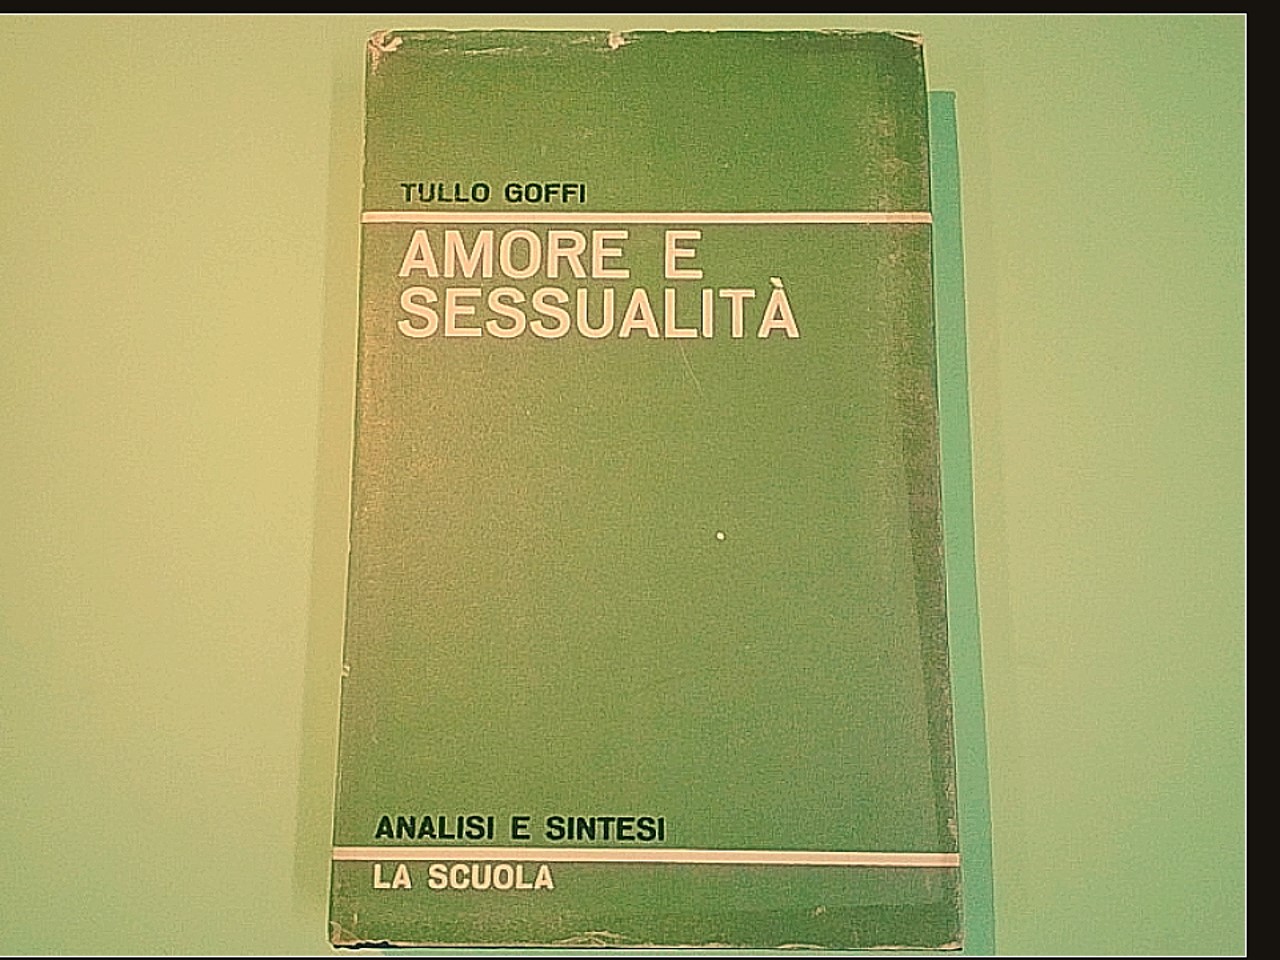 TULLO GOFFI
AMORE E
SESSUALITÀ
ANALISI E SINTESI
LA SCUOLA